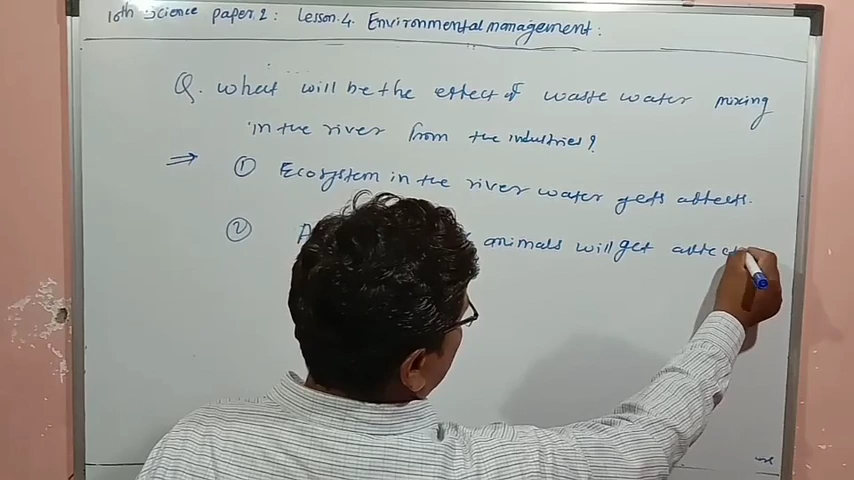 10th Science paper 2 : Lesson. 4. Environmental management :
Q. what will be the effect of waste water mixing
in the river from the industries ?
⇒ ① Ecosystem in the river water gets affects.
② animals will get affect